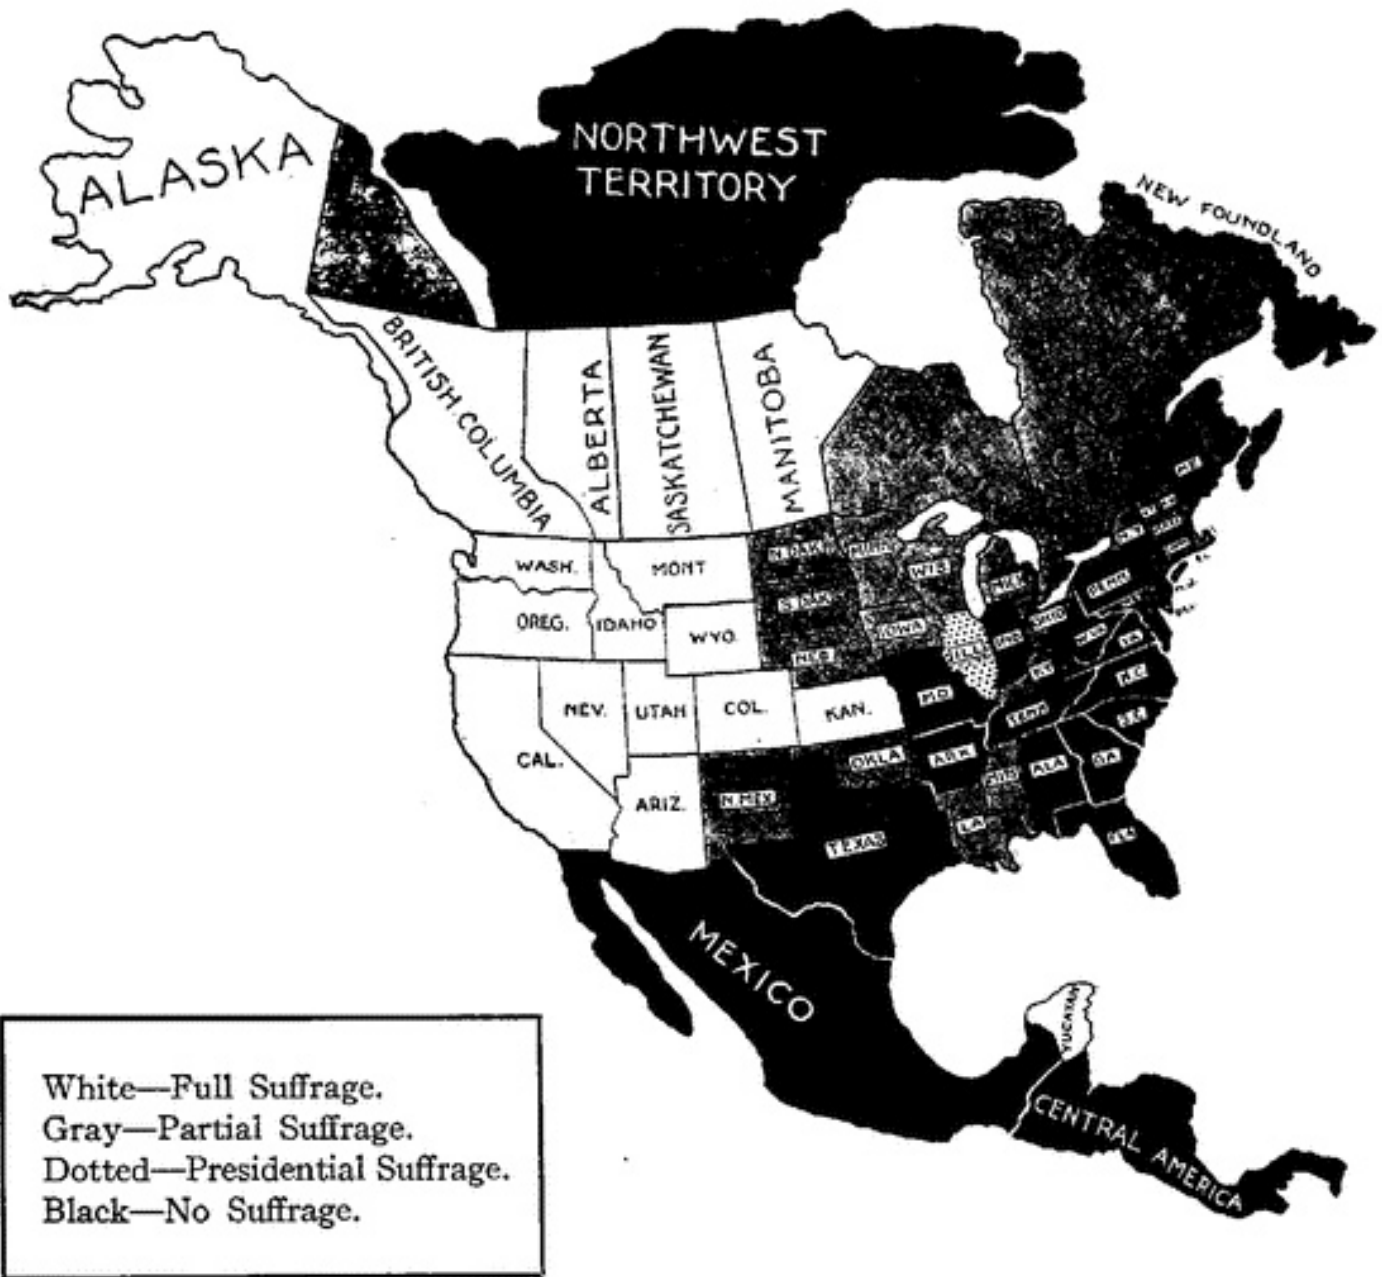 ALASKA
NORTHWEST
TERRITORY
NEW FOUNDLAND
BRITISH COLUMBIA
ALBERTA
SASKATCHEWAN
MANITOBA
WASH.
MONT
N. DAK
MINN
WIS
MICH
ME.
N.Y
PENN
OREG.
IDAHO
WYO.
S. DAK
IOWA
ILL
IND
OHIO
W.VA
VA
NEB
NEV.
UTAH
COL.
KAN.
MO.
KY
N.C
TENN
S.C
CAL.
ARIZ.
N. MEX
OKLA
ARK
MIS
ALA
GA
TEXAS
LA
FLA
MEXICO
YUCATAN
CENTRAL AMERICA
White—Full Suffrage.
Gray—Partial Suffrage.
Dotted—Presidential Suffrage.
Black—No Suffrage.